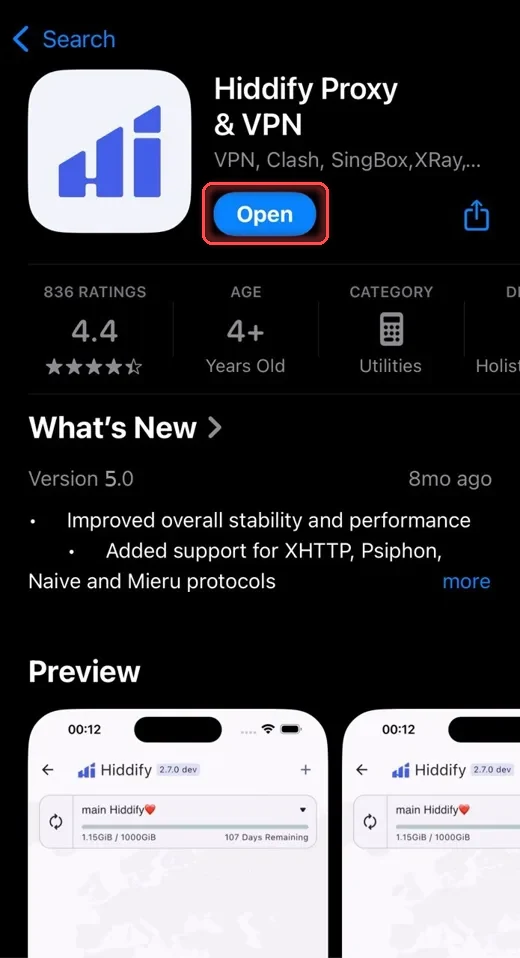 Search
Hiddify Proxy
& VPN
VPN, Clash, SingBox,XRay,...
Open
836 RATINGS
4.4
AGE
4+
Years Old
CATEGORY
Utilities
What's New
Version 5.0
8mo ago
• Improved overall stability and performance
• Added support for XHTTP, Psiphon,
Naive and Mieru protocols
more
Preview
00:12
Hiddify 2.7.0 dev
main Hiddify❤️
1.15GiB / 1000GiB
107 Days Remaining
00:12
Hiddify 2.7.0 dev
main Hiddify❤️
1.15GiB / 1000GiB